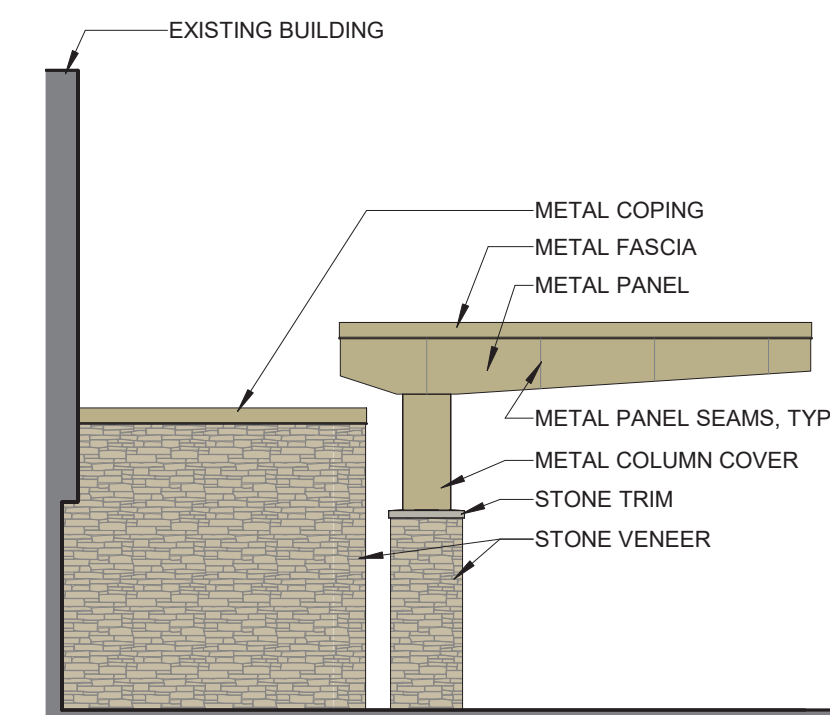 EXISTING BUILDING
METAL COPING
METAL FASCIA
METAL PANEL
METAL PANEL SEAMS, TYP
METAL COLUMN COVER
STONE TRIM
STONE VENEER